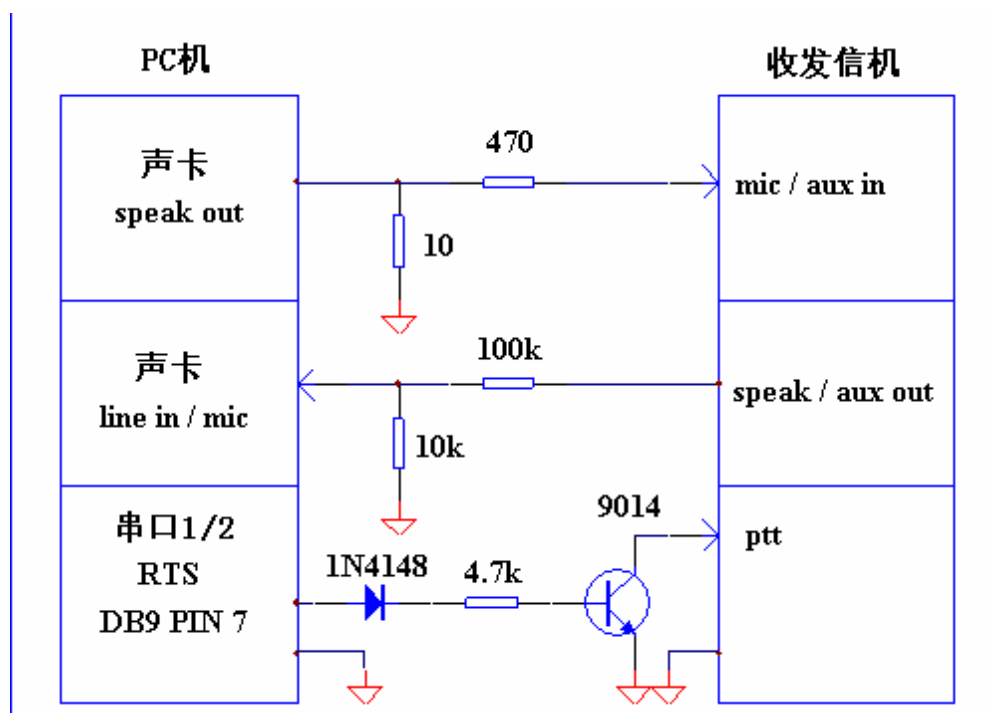 PC机
收发信机
声卡
speak out
470
mic / aux in
10
声卡
line in / mic
100k
speak / aux out
10k
串口1/2
RTS
DB9 PIN 7
1N4148
4.7k
9014
ptt